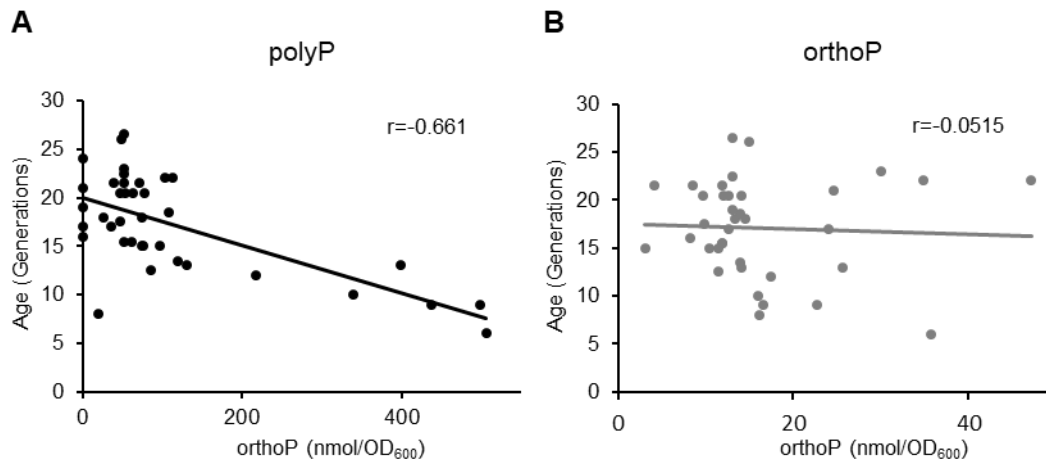 A
polyP
r=-0.661
Age (Generations)
30
25
20
15
10
5
0
0 200 400
orthoP (nmol/OD600)
B
orthoP
r=-0.0515
Age (Generations)
30
25
20
15
10
5
0
0 20 40
orthoP (nmol/OD600)